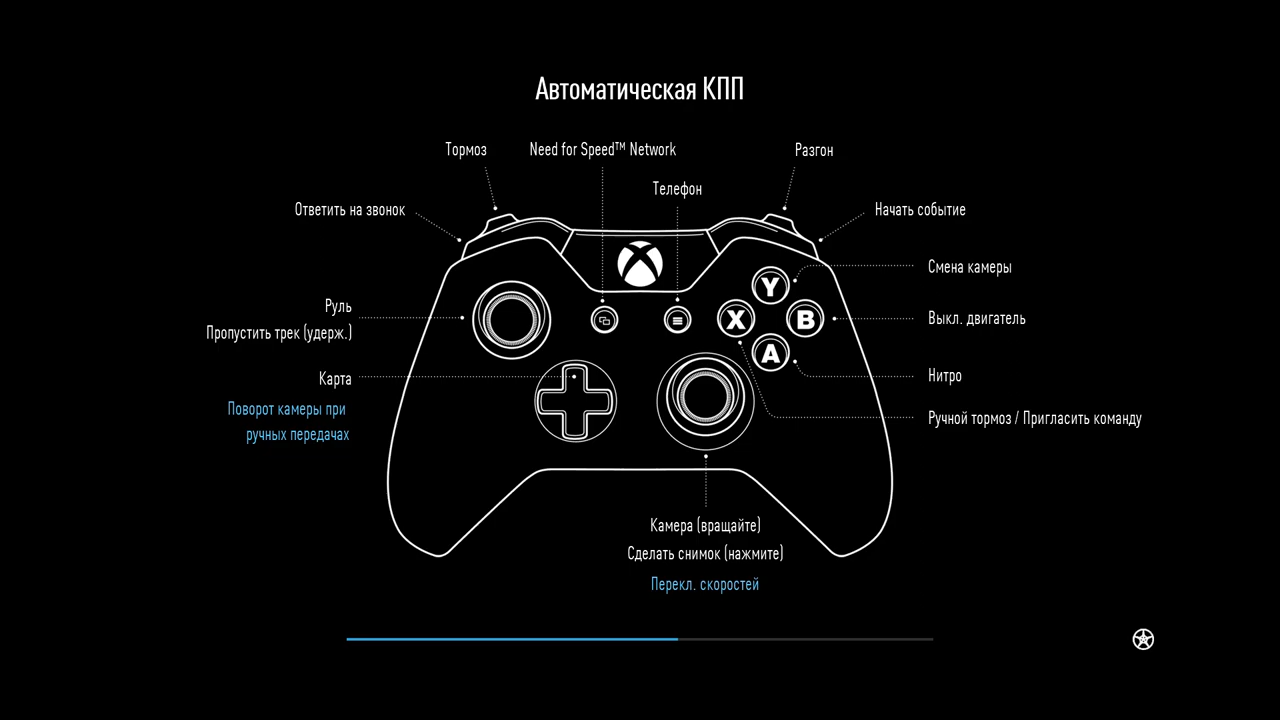 Автоматическая КПП
Тормоз
Need for Speed™ Network
Разгон
Телефон
Ответить на звонок
Начать событие
Смена камеры
Y
Руль
X
B
Выкл. двигатель
Пропустить трек (удерж.)
A
Карта
Нитро
Поворот камеры при
ручных передачах
Ручной тормоз / Пригласить команду
Камера (вращайте)
Сделать снимок (нажмите)
Перекл. скоростей